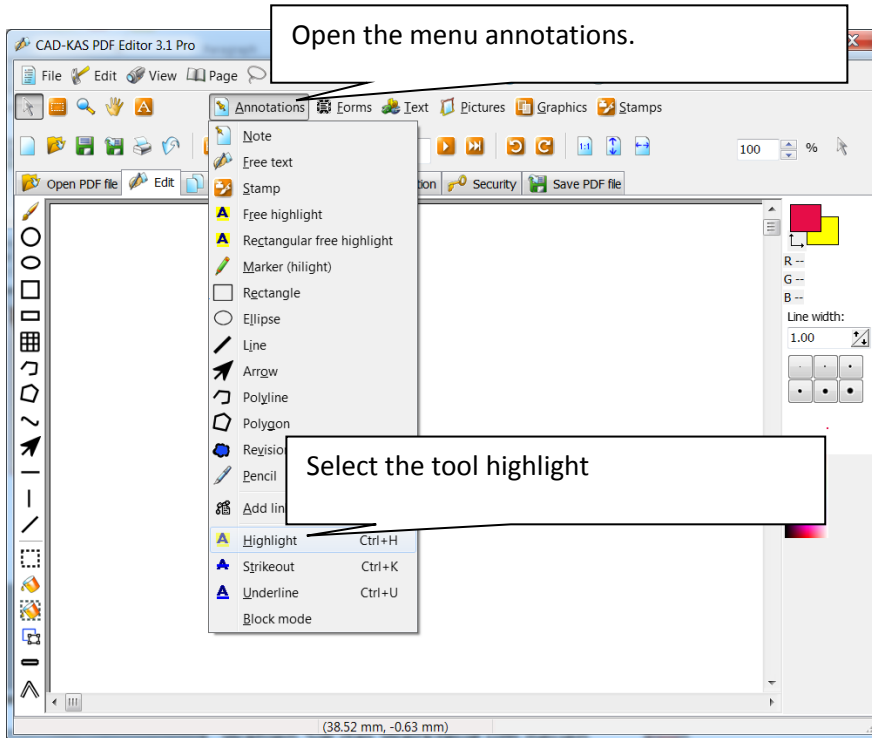 Open the menu annotations.
CAD-KAS PDF Editor 3.1 Pro
File Edit View Page
Annotations Forms Text Pictures Graphics Stamps
1:1 100 %
Open PDF file Edit Security Save PDF file
Note
Free text
Stamp
Free highlight
Rectangular free highlight
Marker (hilight)
Rectangle
Ellipse
Line
Arrow
Polyline
Polygon
Pencil
Select the tool highlight
Highlight Ctrl+H
Strikeout Ctrl+K
Underline Ctrl+U
Block mode
R --
G --
B --
Line width:
1.00
(38.52 mm, -0.63 mm)